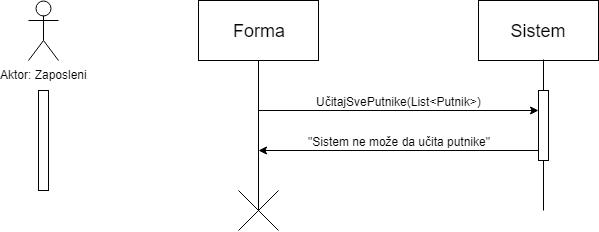 Forma
Sistem
Aktor: Zaposleni
UčitajSvePutnike(List<Putnik>)
"Sistem ne može da učita putnike"